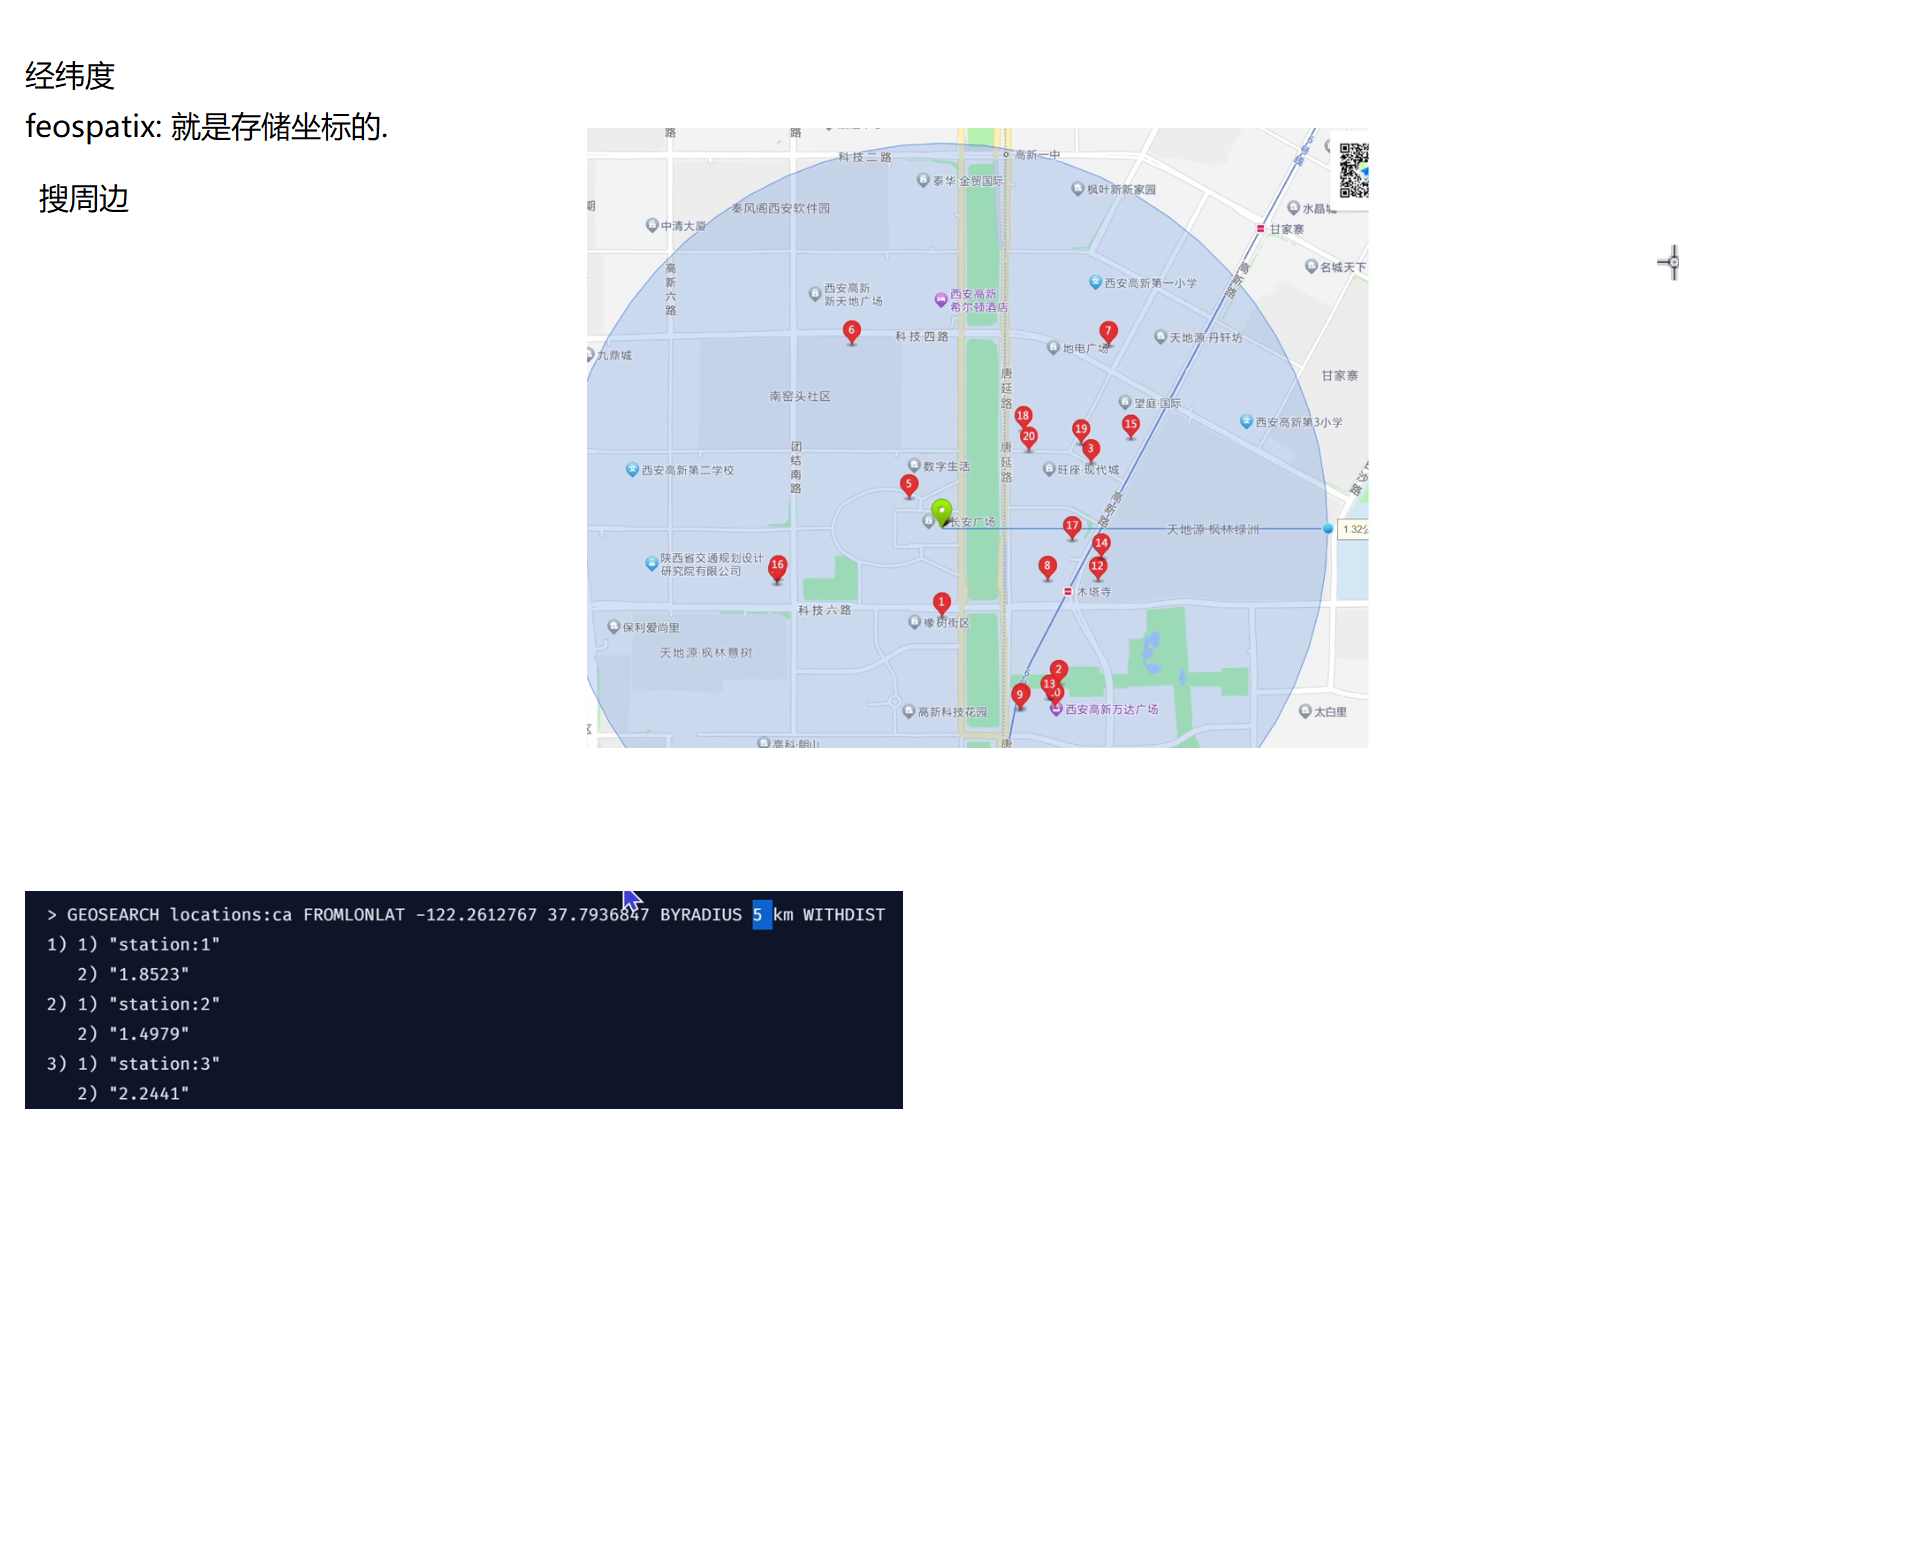 经纬度
feospatix: 就是存储坐标的.
搜周边
科技二路
高新一中
泰华·金贸国际
枫叶新新家园
秦风阁西安软件园
水晶城
中清大厦
甘家寨
高新六路
名城天下
西安高新
新天地广场
西安高新
希尔顿酒店
西安高新第一小学
高新路
6
7
科技四路
地电广场
天地源·丹轩坊
九鼎城
唐延路
甘家寨
南窑头社区
望庭·国际
18
19
15
20
3
西安高新第3小学
团结南路
唐延路
西安高新第二学校
数字生活
旺座·现代城
5
高新路
长安广场
17
天地源·枫林绿洲
1.32公
14
陕西省交通规划设计
研究院有限公司
16
8
12
木塔寺
1
科技六路
橡树街区
保利爱尚里
天地源·枫林意树
2
13
9
西安高新万达广场
高新科技花园
太白里
高科·朗山
唐
> GEOSEARCH locations:ca FROMLONLAT -122.2612767 37.7936847 BYRADIUS 5 km WITHDIST
1) 1) "station:1"
2) "1.8523"
2) 1) "station:2"
2) "1.4979"
3) 1) "station:3"
2) "2.2441"